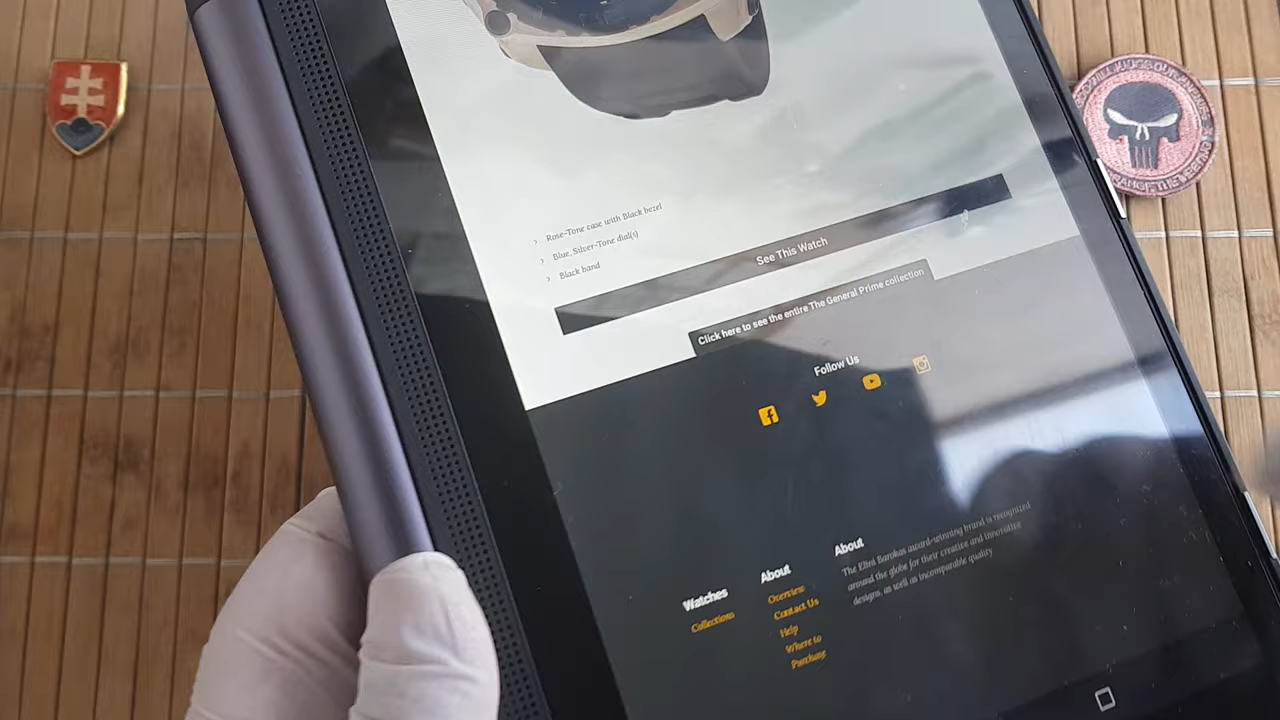 Rose-Tone case with Black bezel
Blue, Silver-Tone dial(s)
Black band
See This Watch
Click here to see the entire The General Prime collection
Follow Us
Watches
Collections
About
Overview
Contact Us
Help
Where to
Purchase
About
The Elini Barokas award-winning brand is recognized
around the globe for their creative and innovative
designs, as well as incomparable quality